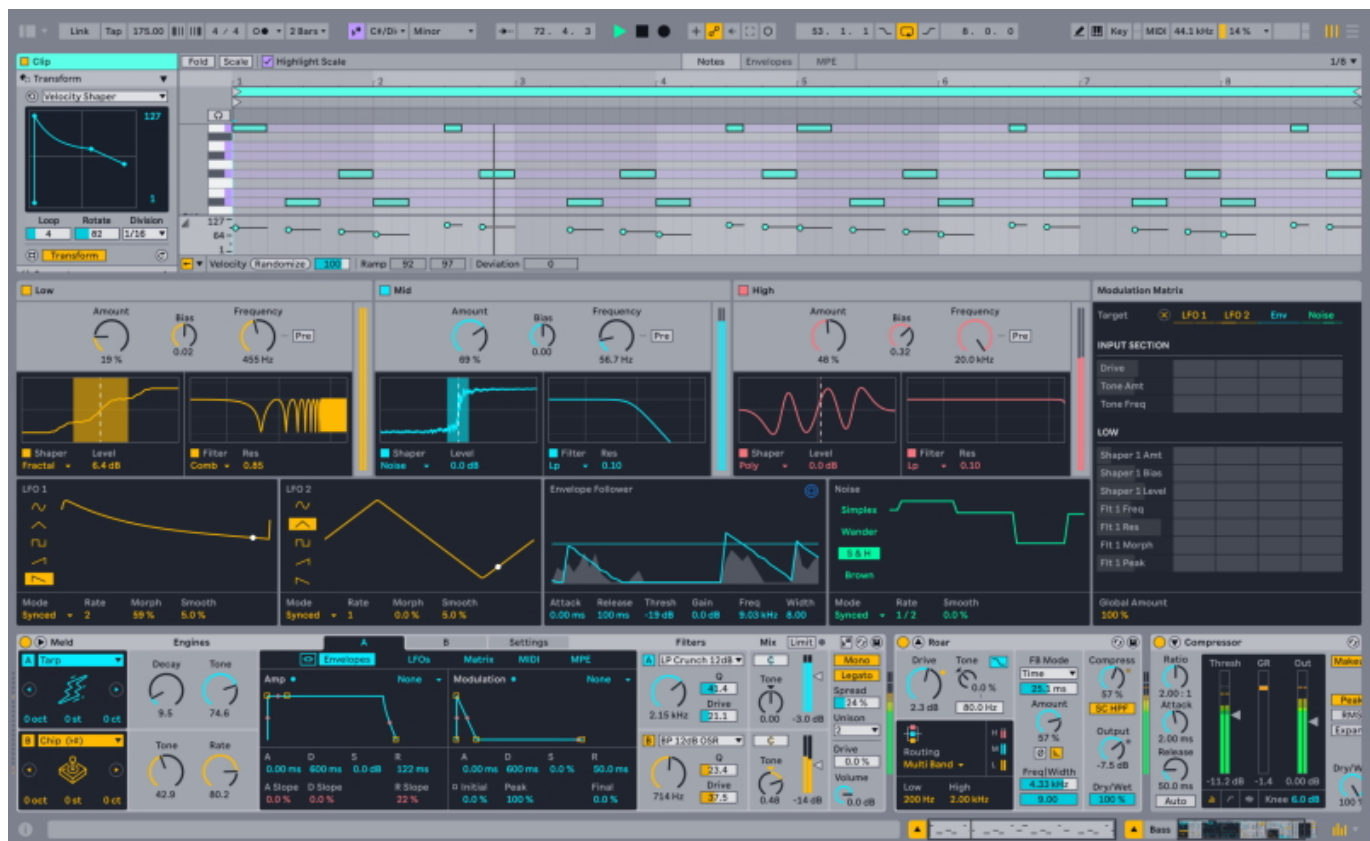 Link Tap 175.00 4 / 4 2 Bars C#/D♭ Minor 72. 4. 3 53. 1. 1 8. 0. 0 Key MIDI 44.1 kHz 14 %
Clip Fold Scale Highlight Scale Notes Envelopes MPE 1/8
Transform 1 2 3 4 5 6 7 8
Velocity Shaper
127
1
Loop Rotate Division
4 82 1/16
127
64
1
Transform
Velocity Randomize 100 Ramp 92 97 Deviation 0
Low Mid High Modulation Matrix
Amount Bias Frequency Amount Bias Frequency Amount Bias Frequency
Pre Pre Pre
19 % 0.02 455 Hz 69 % 0.00 56.7 Hz 48 % 0.32 20.0 kHz
Target LFO 1 LFO 2 Env Noise
INPUT SECTION
Drive
Tone Amt
Tone Freq
LOW
Shaper 1 Amt
Shaper 1 Bias
Shaper 1 Level
Flt 1 Freq
Flt 1 Res
Flt 1 Morph
Flt 1 Peak
Global Amount
100 %
Shaper Level Filter Res Shaper Level Filter Res Shaper Level Filter Res
Fractal 6.4 dB Comb 0.85 Noise 0.0 dB Lp 0.10 Poly 0.0 dB Lp 0.10
LFO 1 LFO 2 Envelope Follower Noise
Simplex
Wander
S & H
Brown
Mode Rate Morph Smooth Mode Rate Morph Smooth Attack Release Thresh Gain Freq Width Mode Rate Smooth
Synced 2 59 % 5.0 % Synced 1 0.0 % 5.0 % 0.00 ms 100 ms -19 dB 0.0 dB 9.03 kHz 8.00 Synced 1 / 2 0.0 %
Meld Engines A B Settings Filters Mix Limit Roar Compressor
A Tarp
Decay Tone
9.5 74.6
0 oct 0 st 0 ct
B Chip (♭♯)
Tone Rate
42.9 80.2
0 oct 0 st 0 ct
Envelopes LFOs Matrix MIDI MPE
Amp None Modulation None
A D S R A D S R
0.00 ms 600 ms 0.0 dB 122 ms 0.00 ms 600 ms 0.0 % 50.0 ms
A Slope D Slope R Slope Initial Peak Final
0.0 % 0.0 % 22 % 0.0 % 100 % 0.0 %
A LP Crunch 12dB C
Q
41.4
Drive
21.1
2.15 kHz
Tone
0.00 -3.0 dB
B BP 12dB OSR C
Q
23.4
Drive
37.5
714 Hz
Tone
0.48 -14 dB
Mono
Legato
Spread
24 %
Unison
2
Drive
0.0 %
Volume
0.0 dB
Drive Tone FB Mode Compress
Time
2.3 dB 0.0 % 80.0 Hz 25.1 ms 57 %
Amount SC HPF
57 % Output
-7.5 dB
Routing
Multi Band
H
M
L
Low High
200 Hz 2.00 kHz
Freq|Width
4.33 kHz
9.00
Dry/Wet
100 %
Ratio Thresh GR Out
2.00 : 1
Attack
2.00 ms
Release
50.0 ms
Auto
-11.2 dB -1.4 0.00 dB
Knee 6.0 dB
Peak
Bass